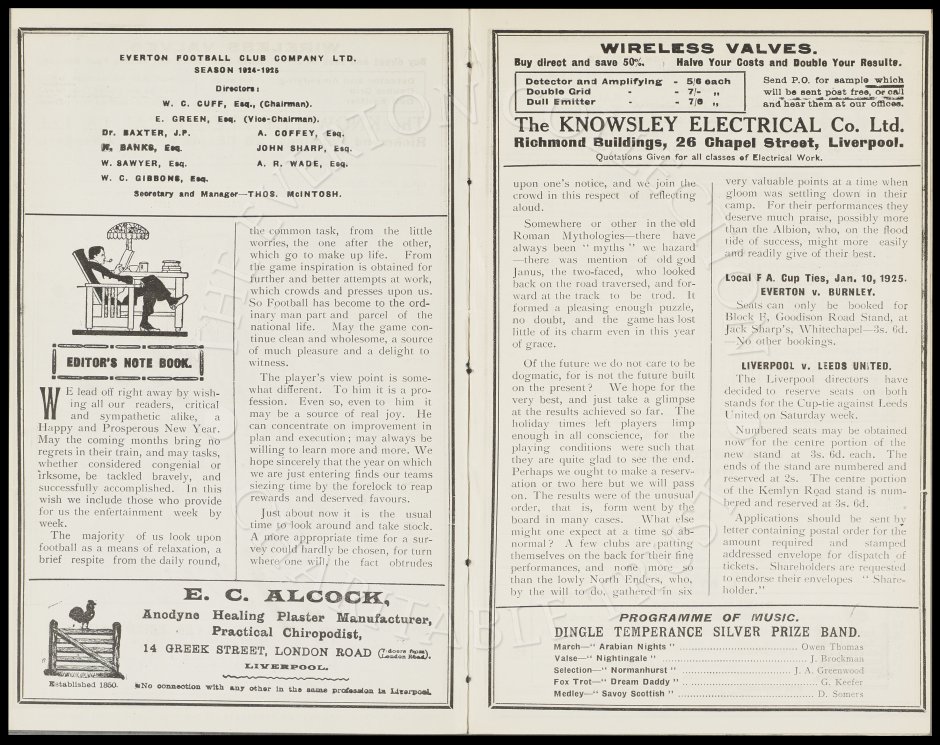 EVERTON FOOTBALL CLUB COMPANY LTD.
SEASON 1924-1925
Directors:
W. C. CUFF, Esq., (Chairman).
E. GREEN, Esq. (Vice-Chairman).
Dr. BAXTER, J.P. A. COFFEY, Esq.
W. BANKS, Esq. JOHN SHARP, Esq.
W. SAWYER, Esq. A. R. WADE, Esq.
W. C. GIBBONS, Esq.
Secretary and Manager—THOS. McINTOSH.
EDITOR'S NOTE BOOK.
WE lead off right away by wish-
ing all our readers, critical
and sympathetic alike, a
Happy and Prosperous New Year.
May the coming months bring no
regrets in their train, and may tasks,
whether considered congenial or
irksome, be tackled bravely, and
successfully accomplished. In this
wish we include those who provide
for us the entertainment week by
week.
The majority of us look upon
football as a means of relaxation, a
brief respite from the daily round,
the common task, from the little
worries, the one after the other,
which go to make up life. From
the game inspiration is obtained for
further and better attempts at work,
which crowds and presses upon us.
So Football has become to the ord-
inary man part and parcel of the
national life. May the game con-
tinue clean and wholesome, a source
of much pleasure and a delight to
witness.
The player's view point is some-
what different. To him it is a pro-
fession. Even so, even to him it
may be a source of real joy. He
can concentrate on improvement in
plan and execution; may always be
willing to learn more and more. We
hope sincerely that the year on which
we are just entering finds our teams
siezing time by the forelock to reap
rewards and deserved favours.
Just about now it is the usual
time to look around and take stock.
A more appropriate time for a sur-
vey could hardly be chosen, for turn
where one will, the fact obtrudes
E. C. ALCOCK,
Anodyne Healing Plaster Manufacturer,
Practical Chiropodist,
14 GREEK STREET, LONDON ROAD (7 doors from London Road).
LIVERPOOL.
Established 1850.
No connection with any other in the same profession in Liverpool.
WIRELESS VALVES.
Buy direct and save 50%. Halve Your Costs and Double Your Results.
Detector and Amplifying - 5/6 each
Double Grid - - 7/- „
Dull Emitter - - 7/6 „
Send P.O. for sample which
will be sent post free, or call
and hear them at our offices.
The KNOWSLEY ELECTRICAL Co. Ltd.
Richmond Buildings, 26 Chapel Street, Liverpool.
Quotations Given for all classes of Electrical Work.
upon one's notice, and we join the
crowd in this respect of reflecting
aloud.
Somewhere or other in the old
Roman Mythologies—there have
always been "myths" we hazard
—there was mention of old god
Janus, the two-faced, who looked
back on the road traversed, and for-
ward at the track to be trod. It
formed a pleasant enough puzzle,
no doubt, and the game has lost
little of its charm even in this year
of grace.
Of the future we do not care to be
dogmatic, for is not the future built
on the present? We hope for the
very best, and just take a glimpse
at the results achieved so far. The
holiday times left players limp
enough in all conscience, for the
playing conditions were such that
they are quite glad to see the end.
Perhaps we ought to make a reserv-
ation or two here but we will pass
on. The results were of the unusual
order, that is, form went by the
board in many cases. What else
might one expect at a time so ab-
normal? A few clubs are patting
themselves on the back for their fine
performances, and none more so
than the lowly North Enders, who,
by the will to do, gathered in six
very valuable points at a time when
gloom was settling down in their
camp. For their performances they
deserve much praise, possibly more
than the Albion, who, on the flood
tide of success, might more easily
and readily give of their best.
Local F A. Cup Ties, Jan. 10, 1925.
EVERTON v. BURNLEY.
Seats can only be booked for
Block E, Goodison Road Stand, at
Jack Sharp's, Whitechapel—3s. 6d.
—No other bookings.
LIVERPOOL v. LEEDS UNITED.
The Liverpool directors have
decided to reserve seats on both
stands for the Cup-tie against Leeds
United on Saturday week.
Numbered seats may be obtained
now for the centre portion of the
new stand at 3s. 6d. each. The
ends of the stand are numbered and
reserved at 2s. The centre portion
of the Kemlyn Road stand is num-
bered and reserved at 3s. 6d.
Applications should be sent by
letter containing postal order for the
amount required and stamped
addressed envelope for dispatch of
tickets. Shareholders are requested
to endorse their envelopes "Share-
holder."
PROGRAMME OF MUSIC.
DINGLE TEMPERANCE SILVER PRIZE BAND.
March—"Arabian Nights" Owen Thomas
Valse—"Nightingale" J. Brockman
Selection—"Normanhurst" J. A. Greenwood
Fox Trot—"Dream Daddy" G. Keefer
Medley—"Savoy Scottish" D. Somers